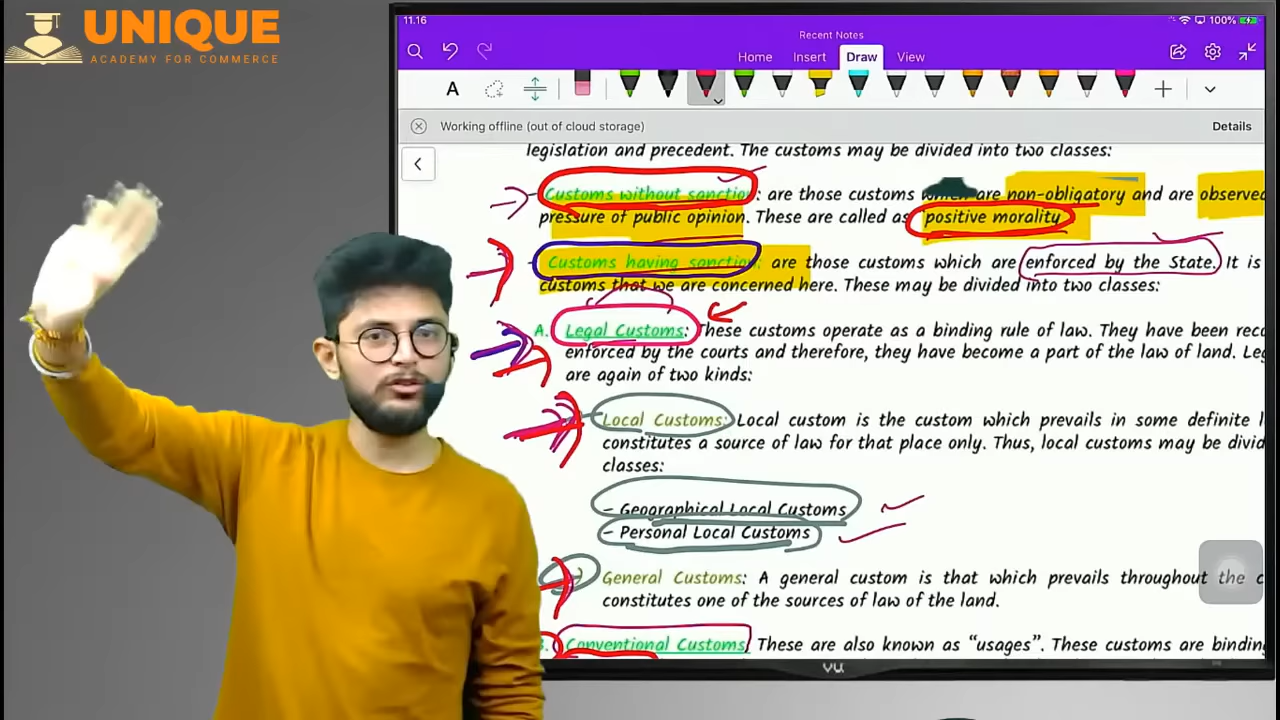 UNIQUE
ACADEMY FOR COMMERCE
11.16
100%
Recent Notes
Home Insert Draw View
A
Working offline (out of cloud storage) Details
legislation and precedent. The customs may be divided into two classes:
Customs without sanction: are those customs which are non-obligatory and are observed
pressure of public opinion. These are called as positive morality
Customs having sanction: are those customs which are enforced by the State. It is
customs that we are concerned here. These may be divided into two classes:
A. Legal Customs: These customs operate as a binding rule of law. They have been
enforced by the courts and therefore, they have become a part of the law of land.
are again of two kinds:
Local Customs: Local custom is the custom which prevails in some definite
constitutes a source of law for that place only. Thus, local customs may be
classes:
- Geographical Local Customs
- Personal Local Customs
General Customs: A general custom is that which prevails throughout the
constitutes one of the sources of law of the land.
B. Conventional Customs: These are also known as “usages”. These customs are binding
vu